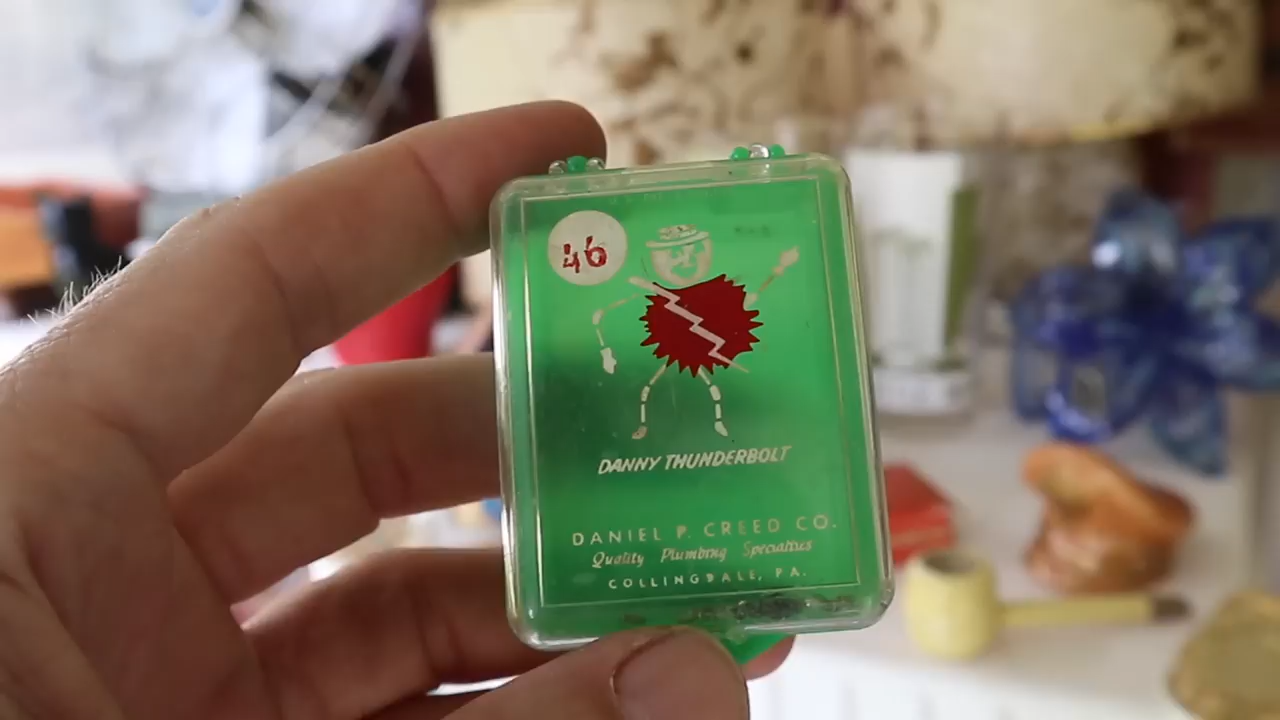 46
DANNY THUNDERBOLT
DANIEL P. CREED CO.
Quality Plumbing Specialties
COLLINGDALE, PA.